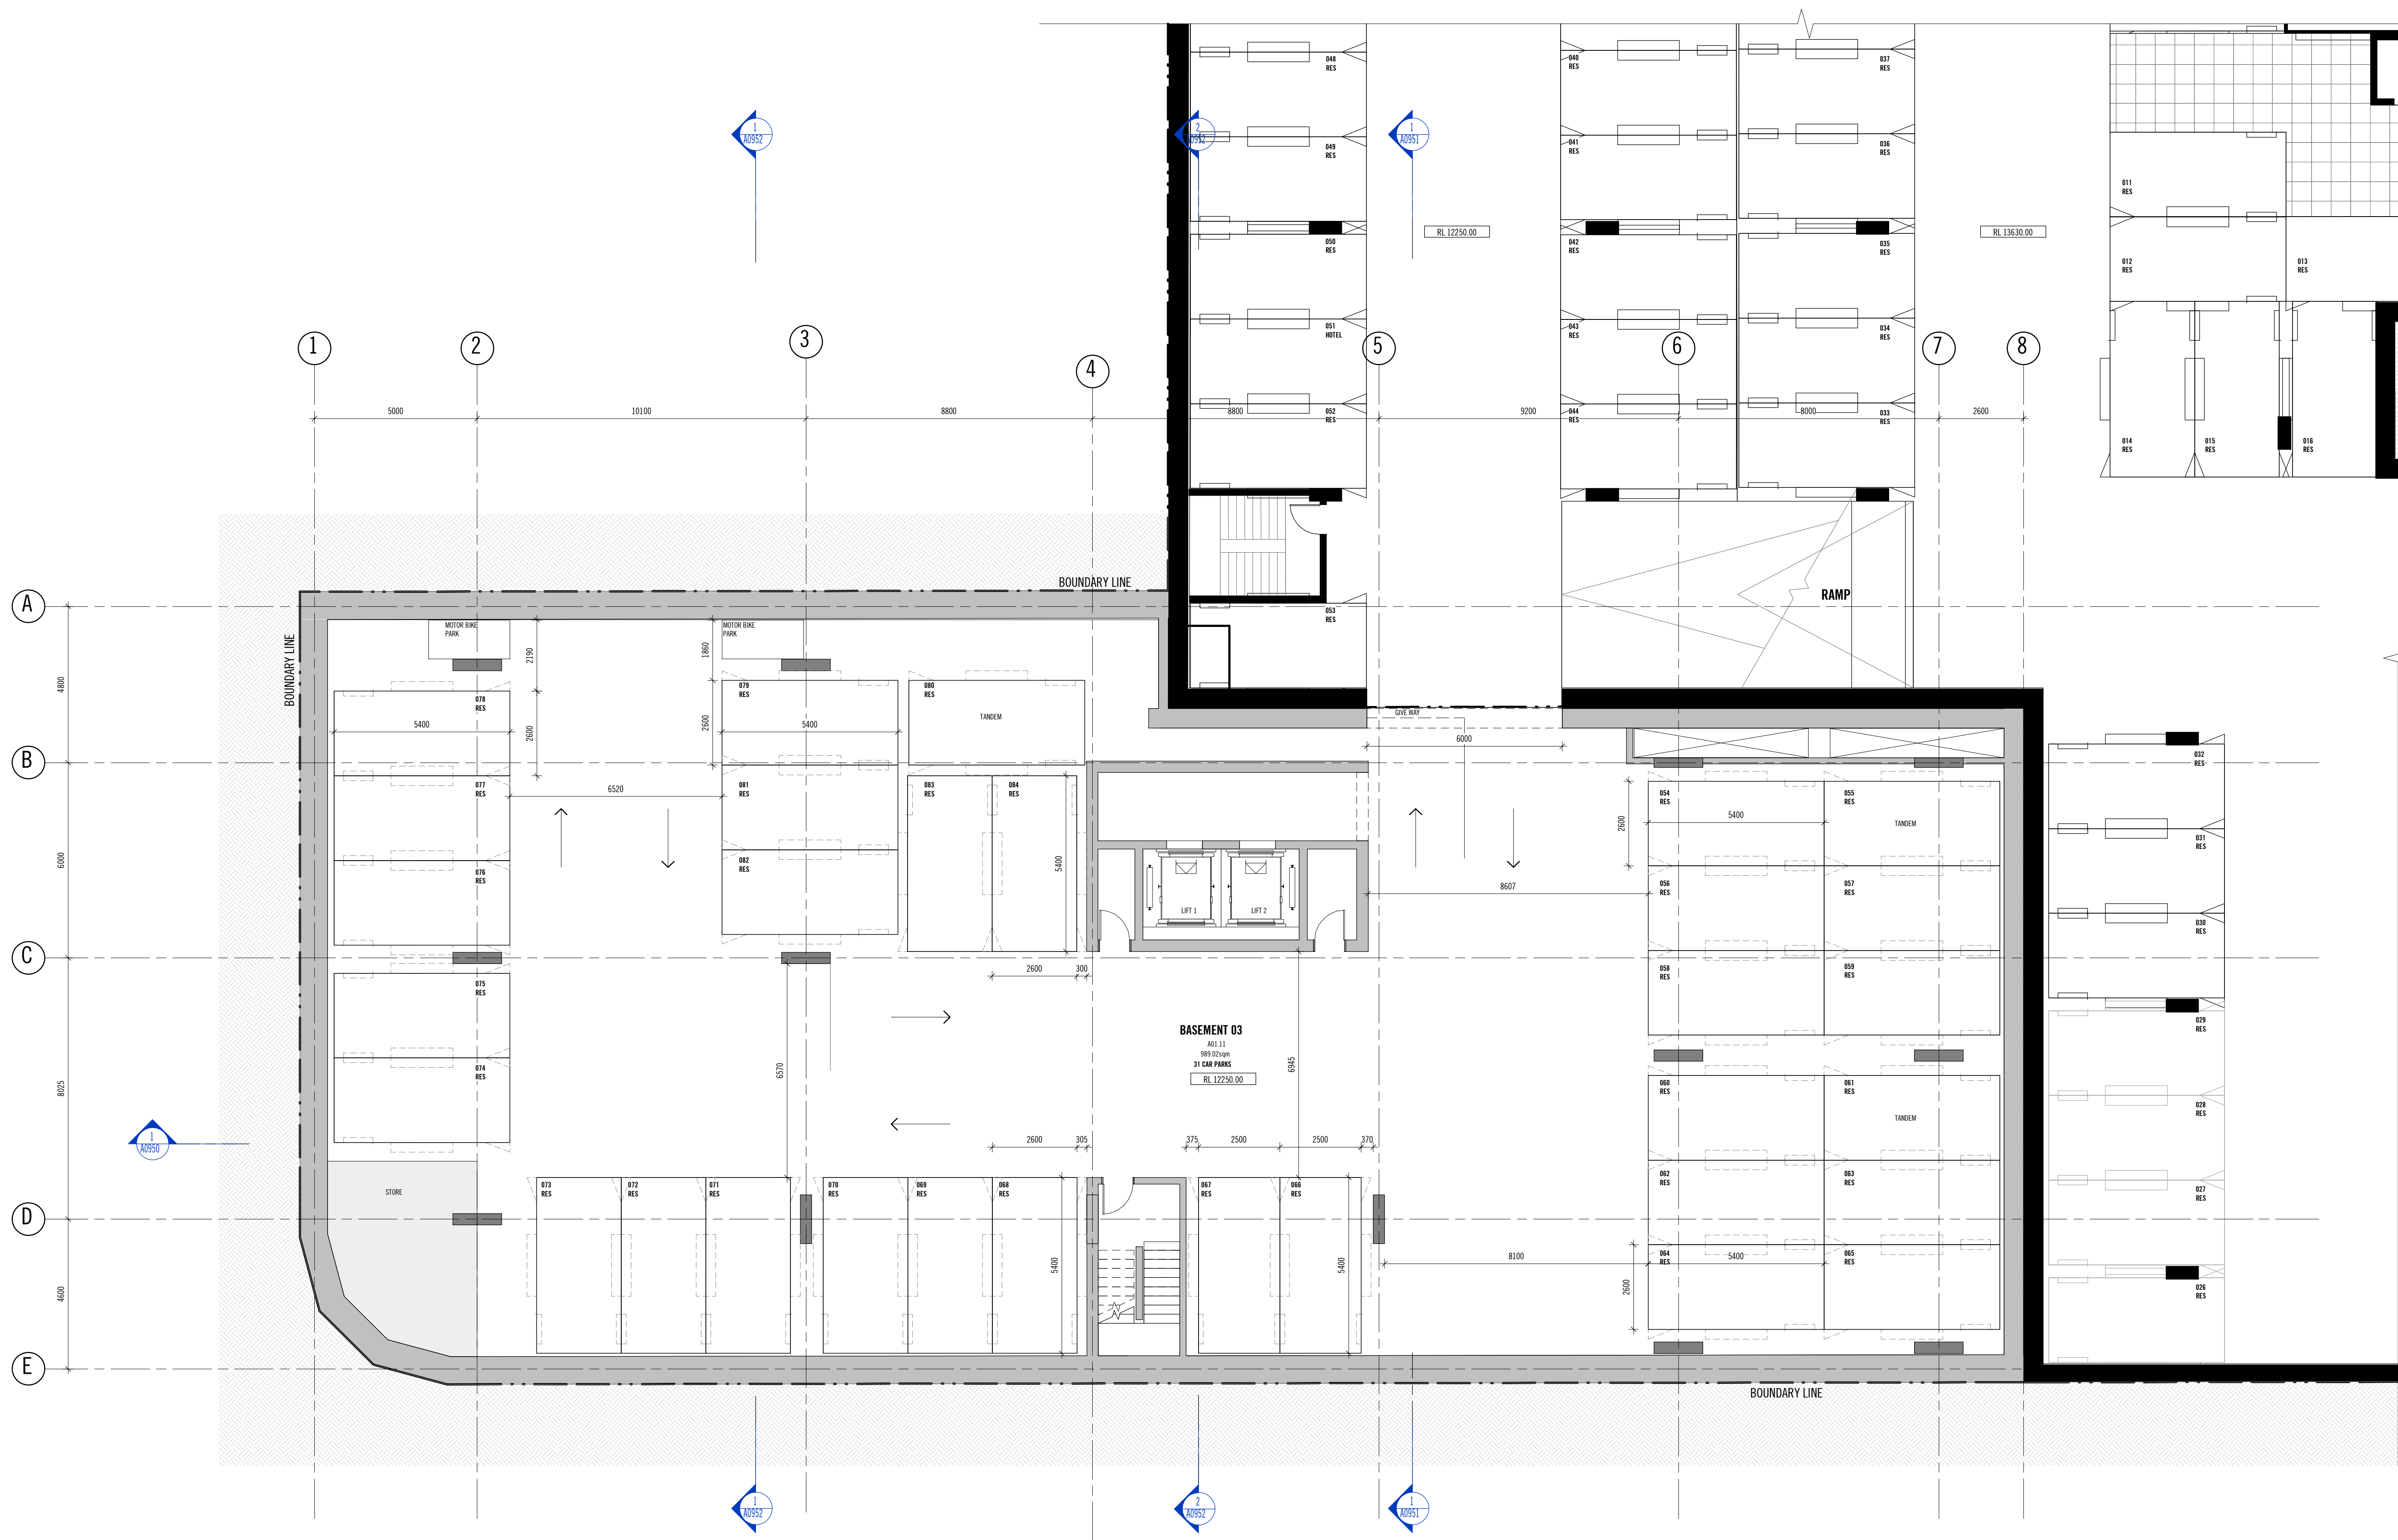 048
RES
040
RES
037
RES
1
A0952
2
A0952
1
A0951
049
RES
041
RES
036
RES
011
RES
050
RES
RL 12250.00
042
RES
035
RES
RL 13630.00
012
RES
013
RES
051
HOTEL
043
RES
034
RES
1
2
3
4
5
6
7
8
5000
10100
8800
8800
052
RES
9200
044
RES
8000
033
RES
2600
014
RES
015
RES
016
RES
BOUNDARY LINE
A
RAMP
053
RES
BOUNDARY LINE
MOTOR BIKE
PARK
MOTOR BIKE
PARK
2190
1860
4800
078
RES
079
RES
080
RES
TANDEM
GIVE WAY
5400
2600
2600
5400
6000
B
032
RES
077
RES
6520
081
RES
083
RES
084
RES
054
RES
055
RES
5400
TANDEM
2600
031
RES
6000
076
RES
082
RES
5400
LIFT 1
LIFT 2
8607
056
RES
057
RES
030
RES
C
2600
300
058
RES
059
RES
075
RES
BASEMENT 03
A01.11
989.02sqm
31 CAR PARKS
RL 12250.00
029
RES
074
RES
6570
6945
8025
060
RES
061
RES
TANDEM
028
RES
1
A0950
2600
305
375
2500
2500
370
STORE
073
RES
072
RES
071
RES
070
RES
069
RES
068
RES
067
RES
066
RES
062
RES
063
RES
027
RES
D
5400
5400
8100
064
RES
5400
065
RES
2600
4600
026
RES
E
BOUNDARY LINE
1
A0952
2
A0952
1
A0951